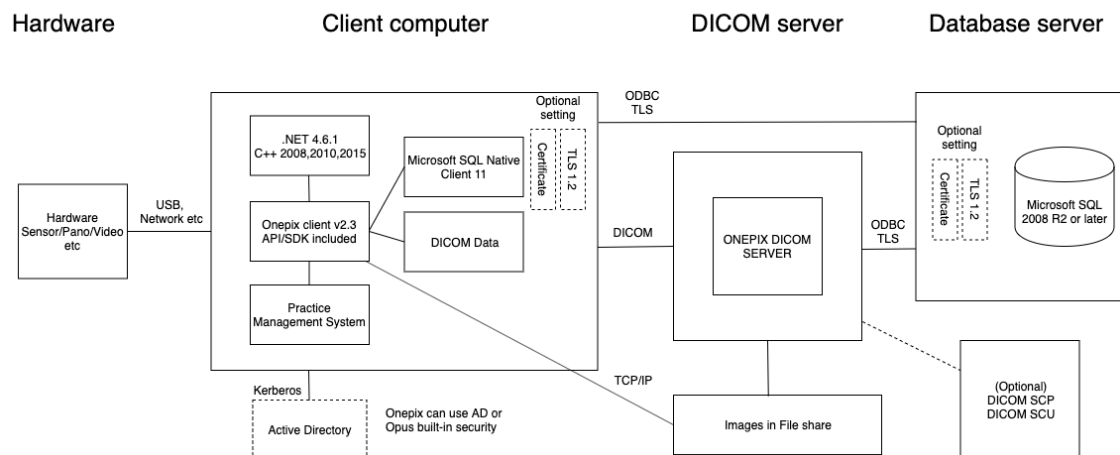 Hardware
Client computer
DICOM server
Database server
.NET 4.6.1
C++ 2008,2010,2015
Microsoft SQL Native
Client 11
Optional
setting
Certificate
TLS 1.2
ODBC
TLS
Optional
setting
Certificate
TLS 1.2
Microsoft SQL
2008 R2 or later
Hardware
Sensor/Pano/Video
etc
USB,
Network etc
Onepix client v2.3
API/SDK included
DICOM Data
DICOM
ONEPIX DICOM
SERVER
ODBC
TLS
Practice
Management System
Kerberos
Active Directory
Onepix can use AD or
Opus built-in security
TCP/IP
Images in File share
(Optional)
DICOM SCP
DICOM SCU